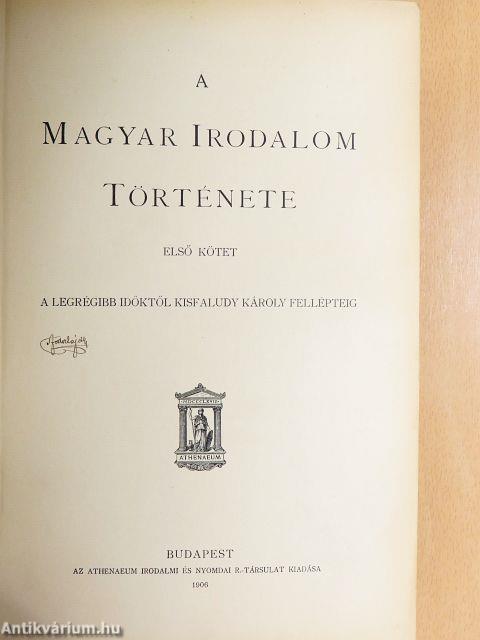 A
MAGYAR IRODALOM
TÖRTÉNETE
ELSŐ KÖTET
A LEGRÉGIBB IDŐKTŐL KISFALUDY KÁROLY FELLÉPTEIG
ATHENAEUM
BUDAPEST
AZ ATHENAEUM IRODALMI ÉS NYOMDAI R.-TÁRSULAT KIADÁSA
1906
Antikvárium.hu